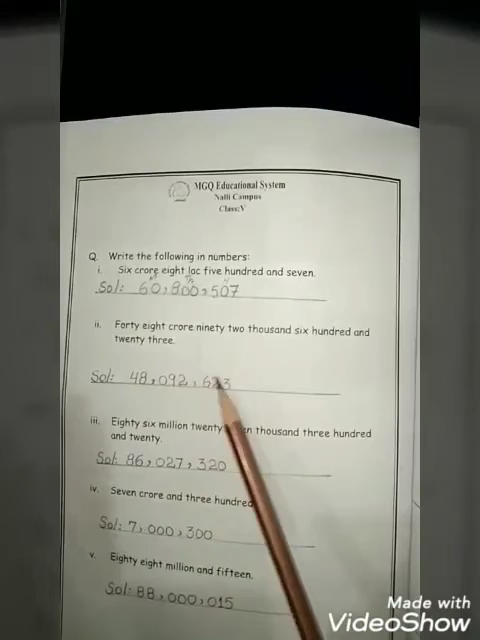 MGQ Educational System
Nalli Campus
Class:V
Q. Write the following in numbers:
i. Six crore eight lac five hundred and seven.
Sol: 60,800,507
ii. Forty eight crore ninety two thousand six hundred and
twenty three.
Sol: 48,092,623
iii. Eighty six million twenty thousand three hundred
and twenty.
Sol: 86,027,320
iv. Seven crore and three hundred
Sol: 7,000,300
v. Eighty eight million and fifteen.
Sol: 88,000,015
Made with
VideoShow